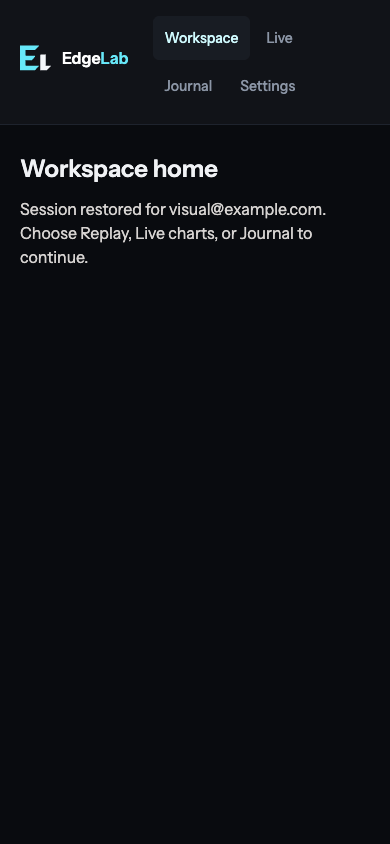 EL EdgeLab
Workspace Live
Journal Settings
Workspace home
Session restored for visual@example.com.
Choose Replay, Live charts, or Journal to
continue.